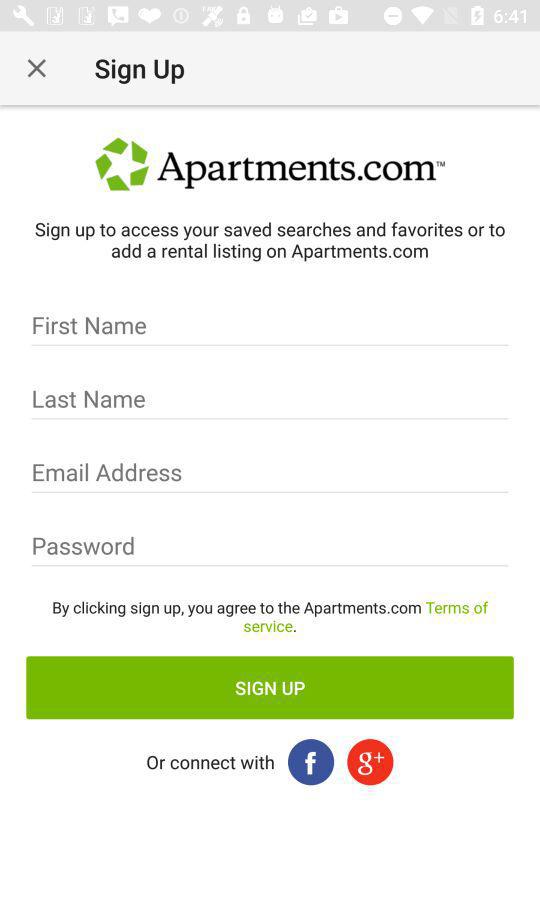 6:41
Sign Up
Apartments.com™
Sign up to access your saved searches and favorites or to
add a rental listing on Apartments.com
First Name
Last Name
Email Address
Password
By clicking sign up, you agree to the Apartments.com Terms of
service.
SIGN UP
Or connect with f g+